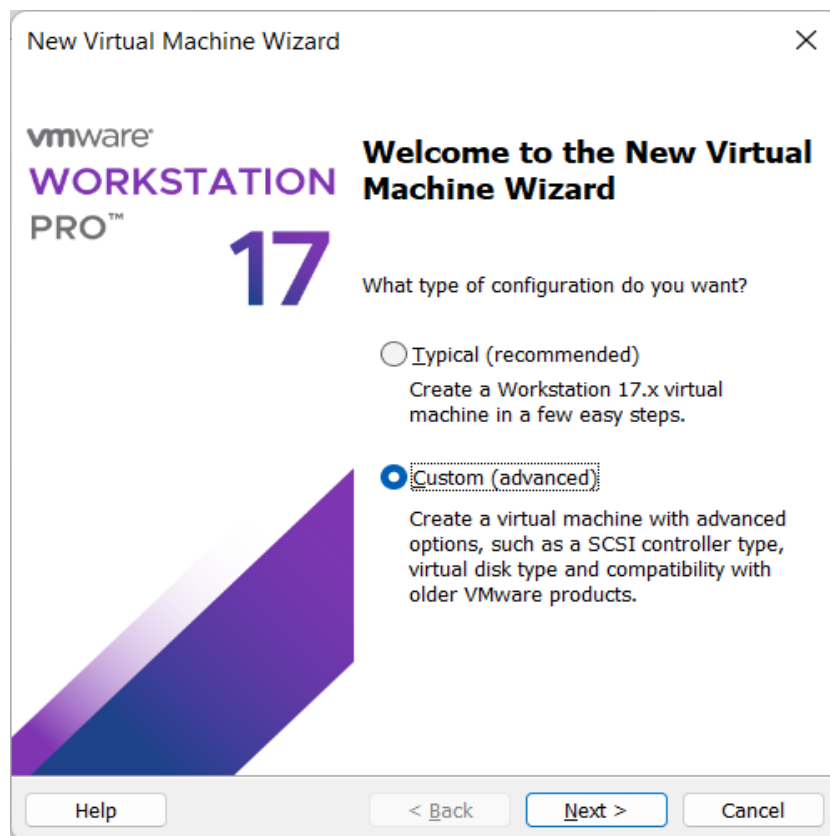 New Virtual Machine Wizard
vmware®
WORKSTATION
PRO™
17
Welcome to the New Virtual
Machine Wizard
What type of configuration do you want?
Typical (recommended)
Create a Workstation 17.x virtual
machine in a few easy steps.
Custom (advanced)
Create a virtual machine with advanced
options, such as a SCSI controller type,
virtual disk type and compatibility with
older VMware products.
Help
< Back
Next >
Cancel